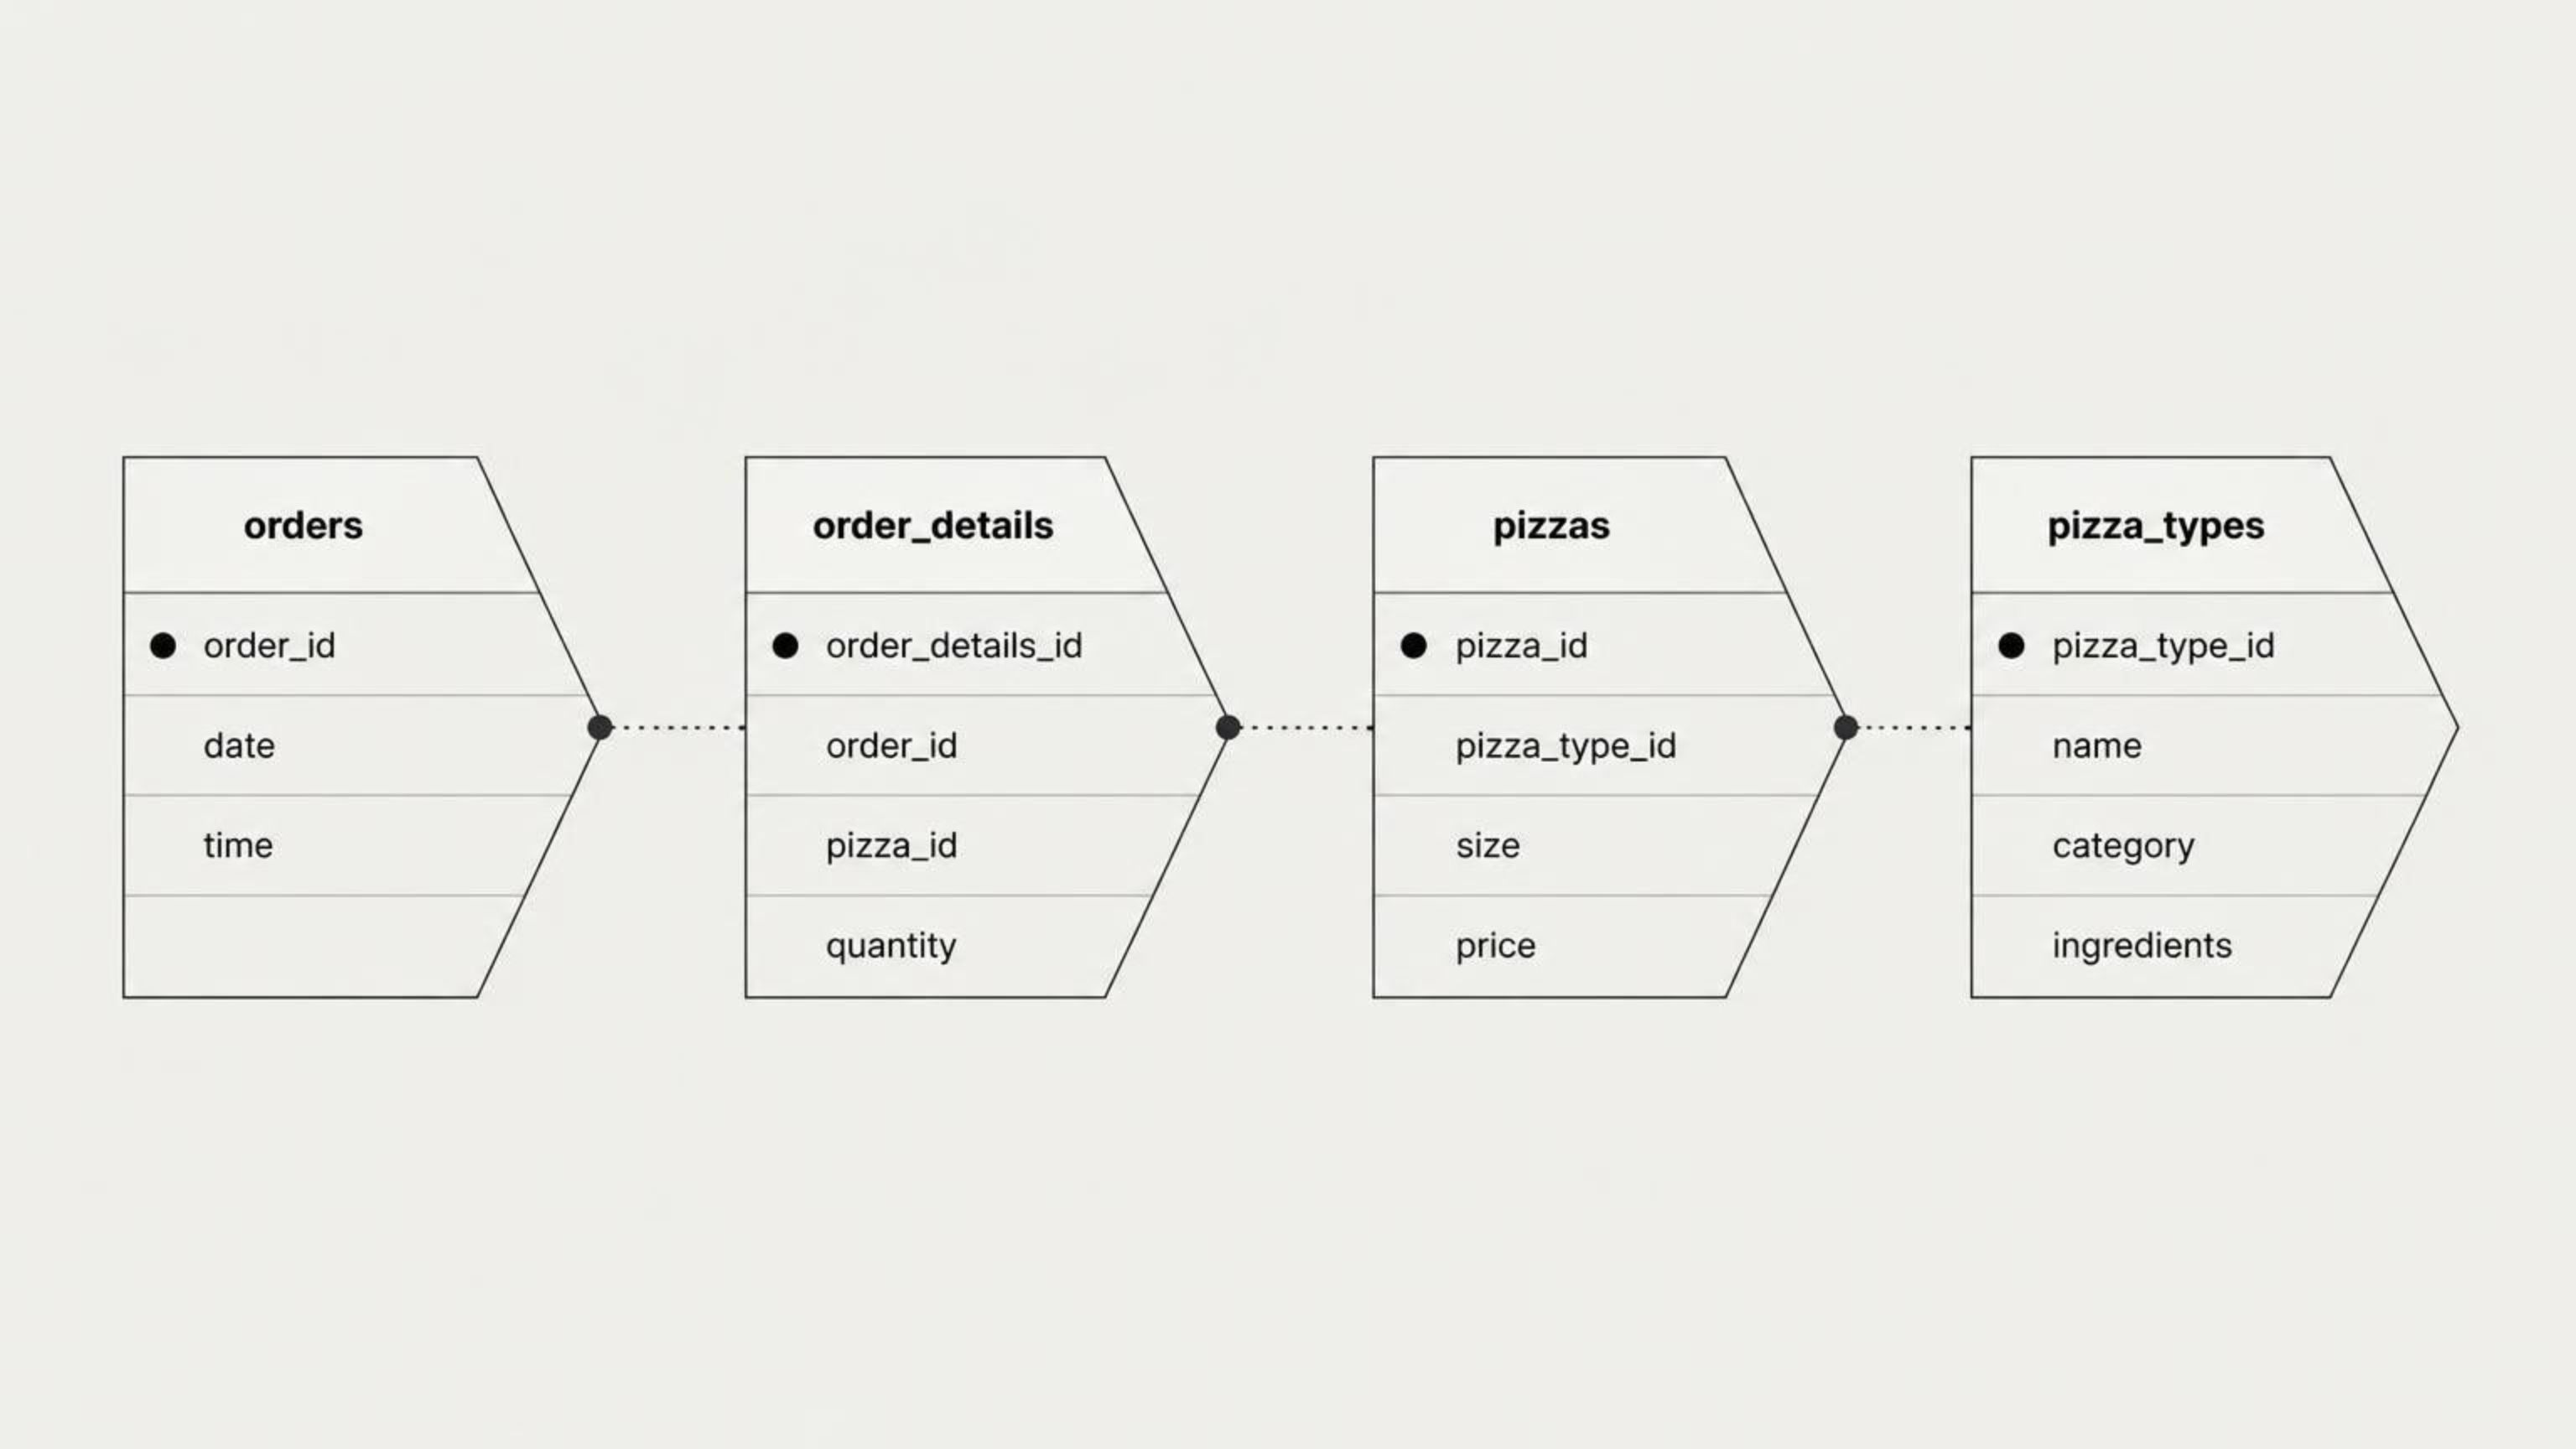 orders
order_id
date
time
order_details
order_details_id
order_id
pizza_id
quantity
pizzas
pizza_id
pizza_type_id
size
price
pizza_types
pizza_type_id
name
category
ingredients